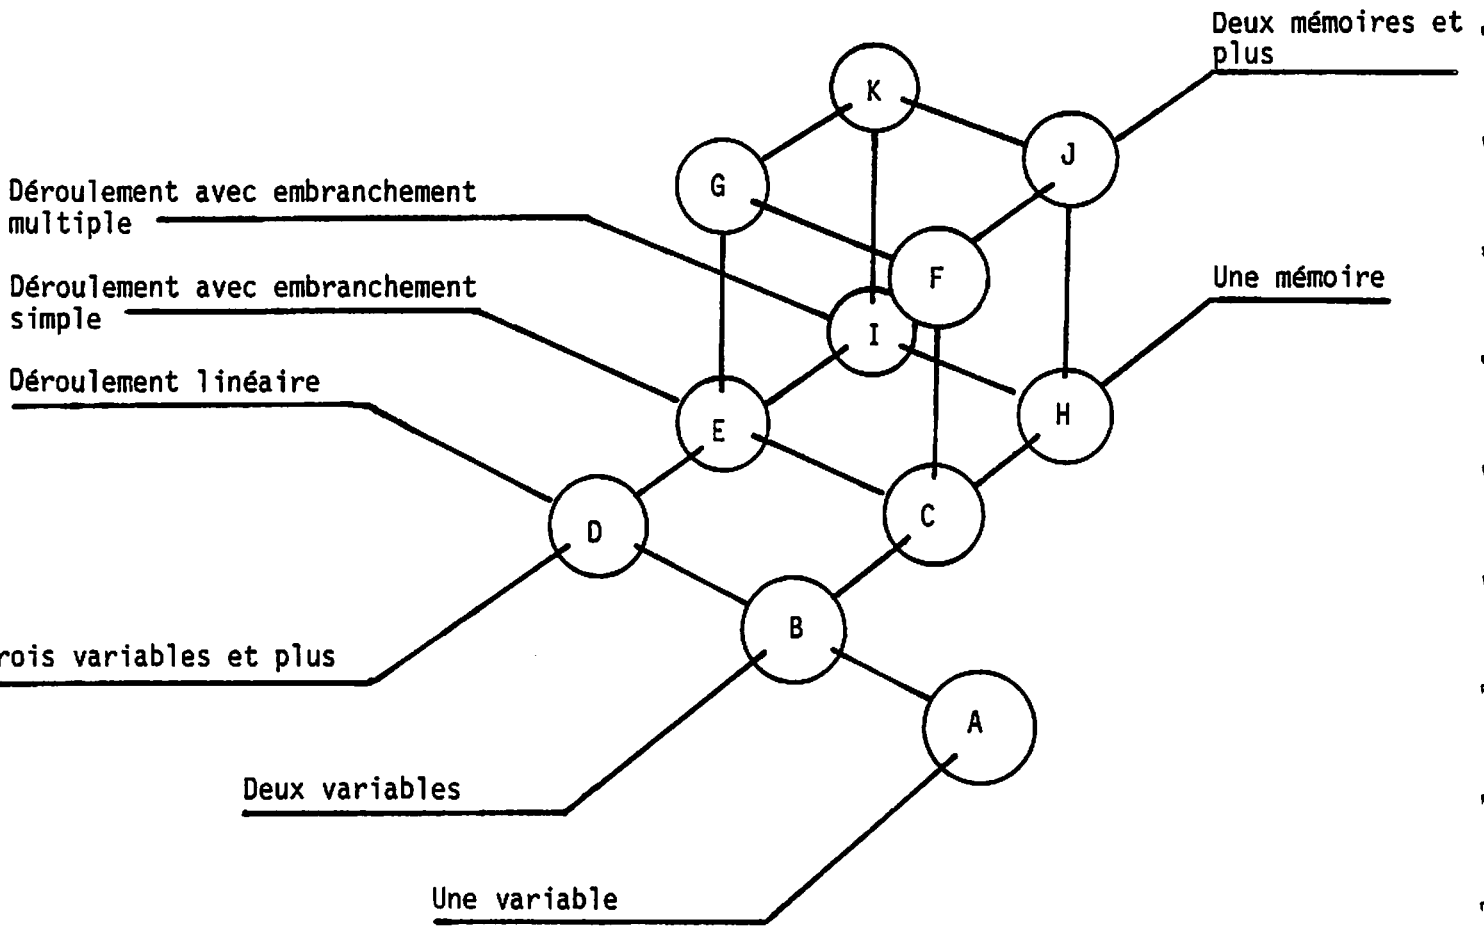 Deux mémoires et
plus
K
J
G
Déroulement avec embranchement
multiple
F
Une mémoire
Déroulement avec embranchement
simple
I
Déroulement linéaire
H
E
C
D
B
rois variables et plus
A
Deux variables
Une variable